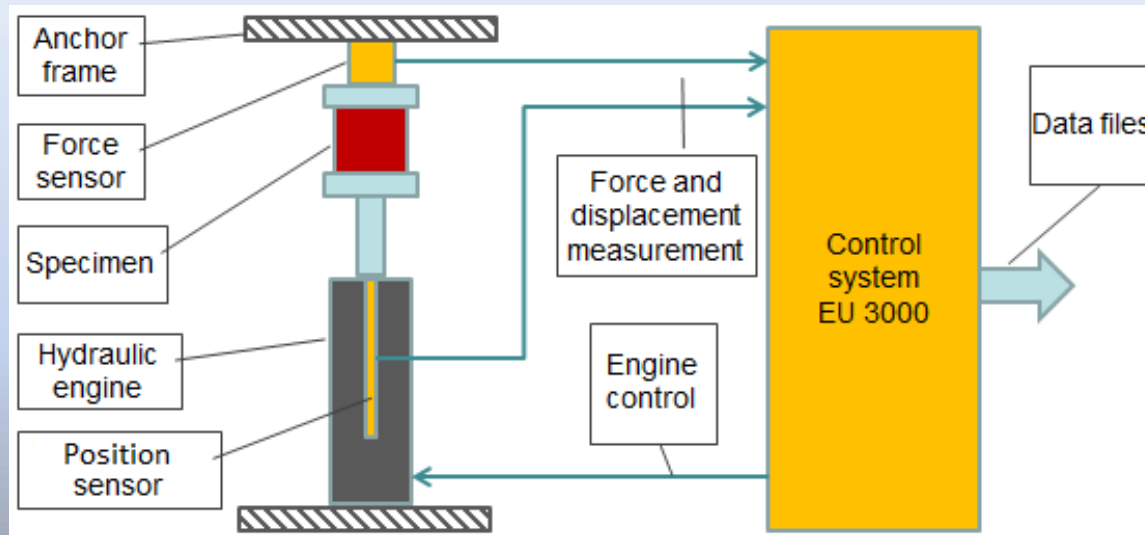 Anchor
frame
Force
sensor
Specimen
Hydraulic
engine
Position
sensor
Force and
displacement
measurement
Engine
control
Control
system
EU 3000
Data files